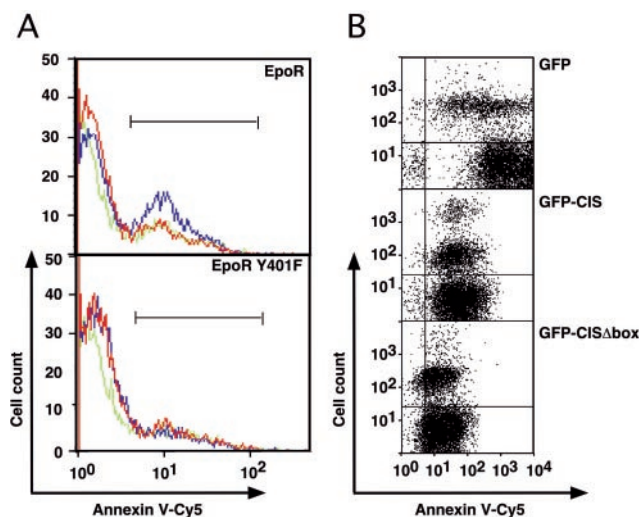 A
B
50
EpoR
40
30
20
10
50
EpoR Y401F
40
30
20
10
0
10⁰
10¹
10²
Cell count
Annexin V-Cy5
GFP
10³
10²
10¹
GFP-CIS
10³
10²
10¹
GFP-CISΔbox
10³
10²
10¹
10⁰ 10¹ 10² 10³ 10⁴
Cell count
Annexin V-Cy5